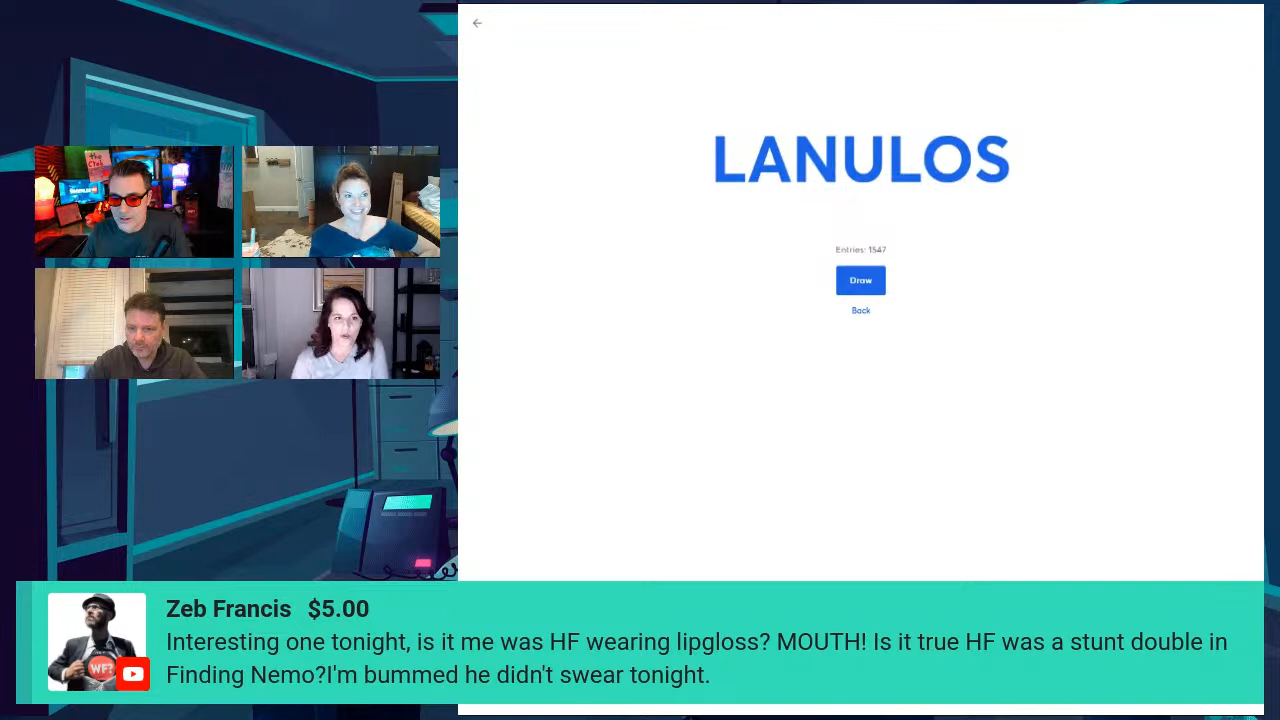 LANULOS
Entries: 1547
Draw
Back
Zeb Francis $5.00
Interesting one tonight, is it me was HF wearing lipgloss? MOUTH! Is it true HF was a stunt double in
Finding Nemo?I'm bummed he didn't swear tonight.
WF?